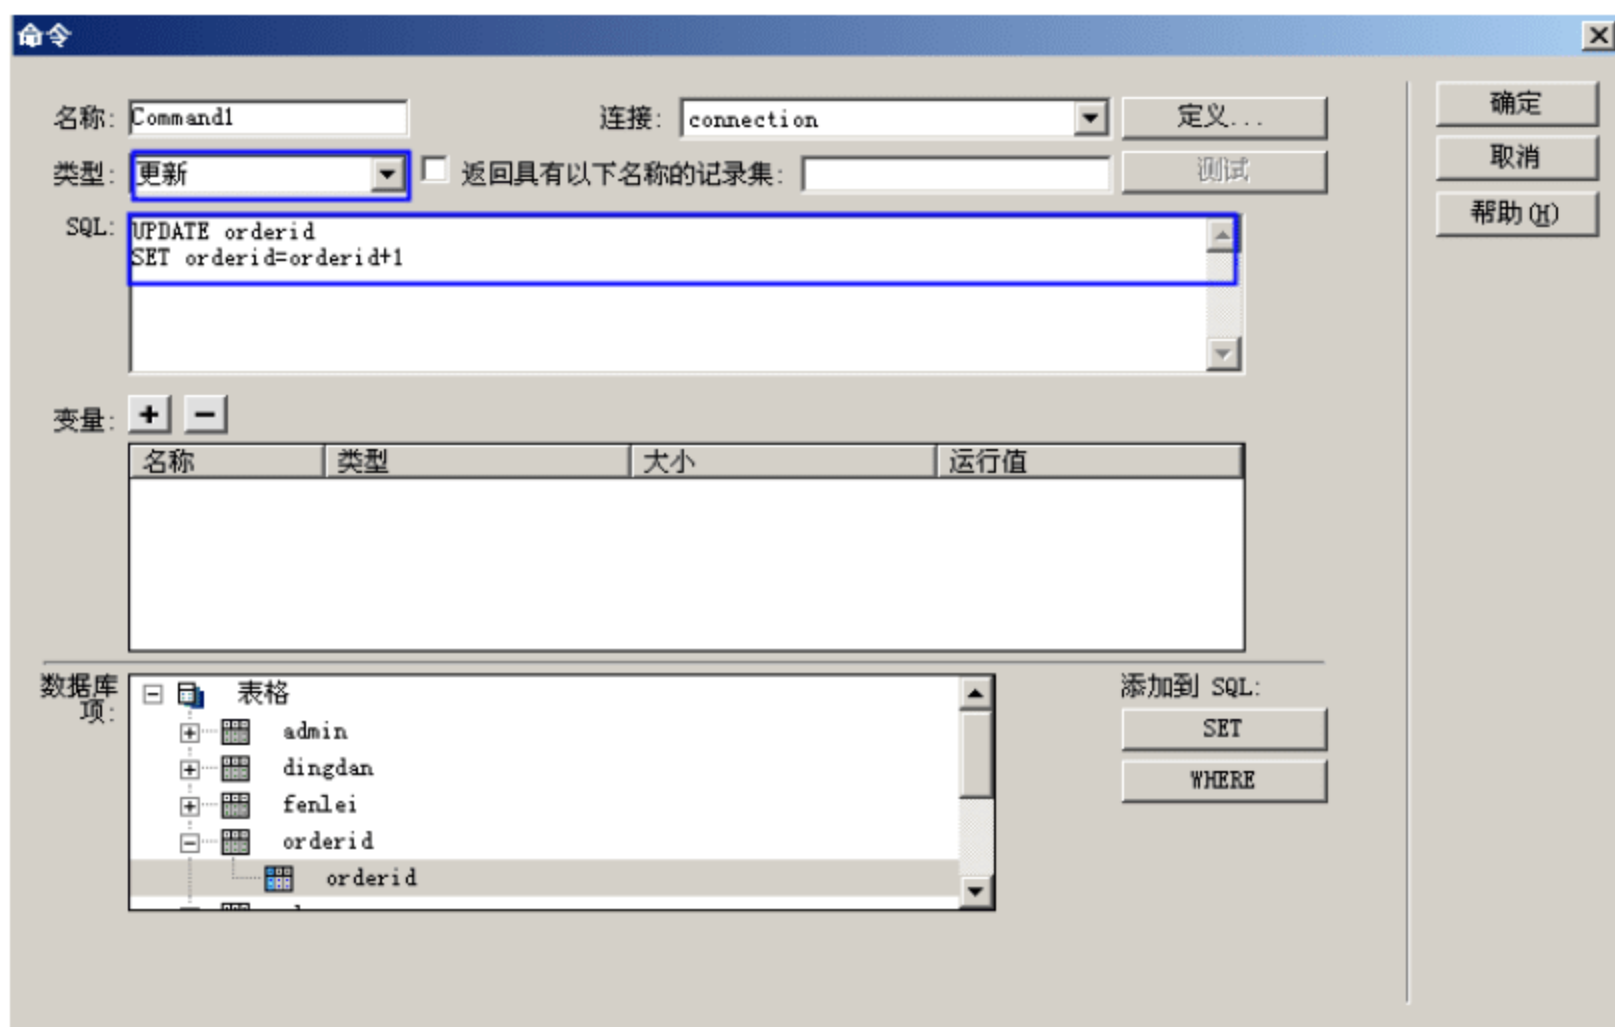 命令
名称: Command1 连接: connection 定义... 确定
类型: 更新 返回具有以下名称的记录集: 测试 取消
帮助(H)
SQL: UPDATE orderid
SET orderid=orderid+1
变量:
名称 类型 大小 运行值
数据库项: 表格 添加到 SQL:
admin SET
dingdan WHERE
fenlei
orderid
orderid